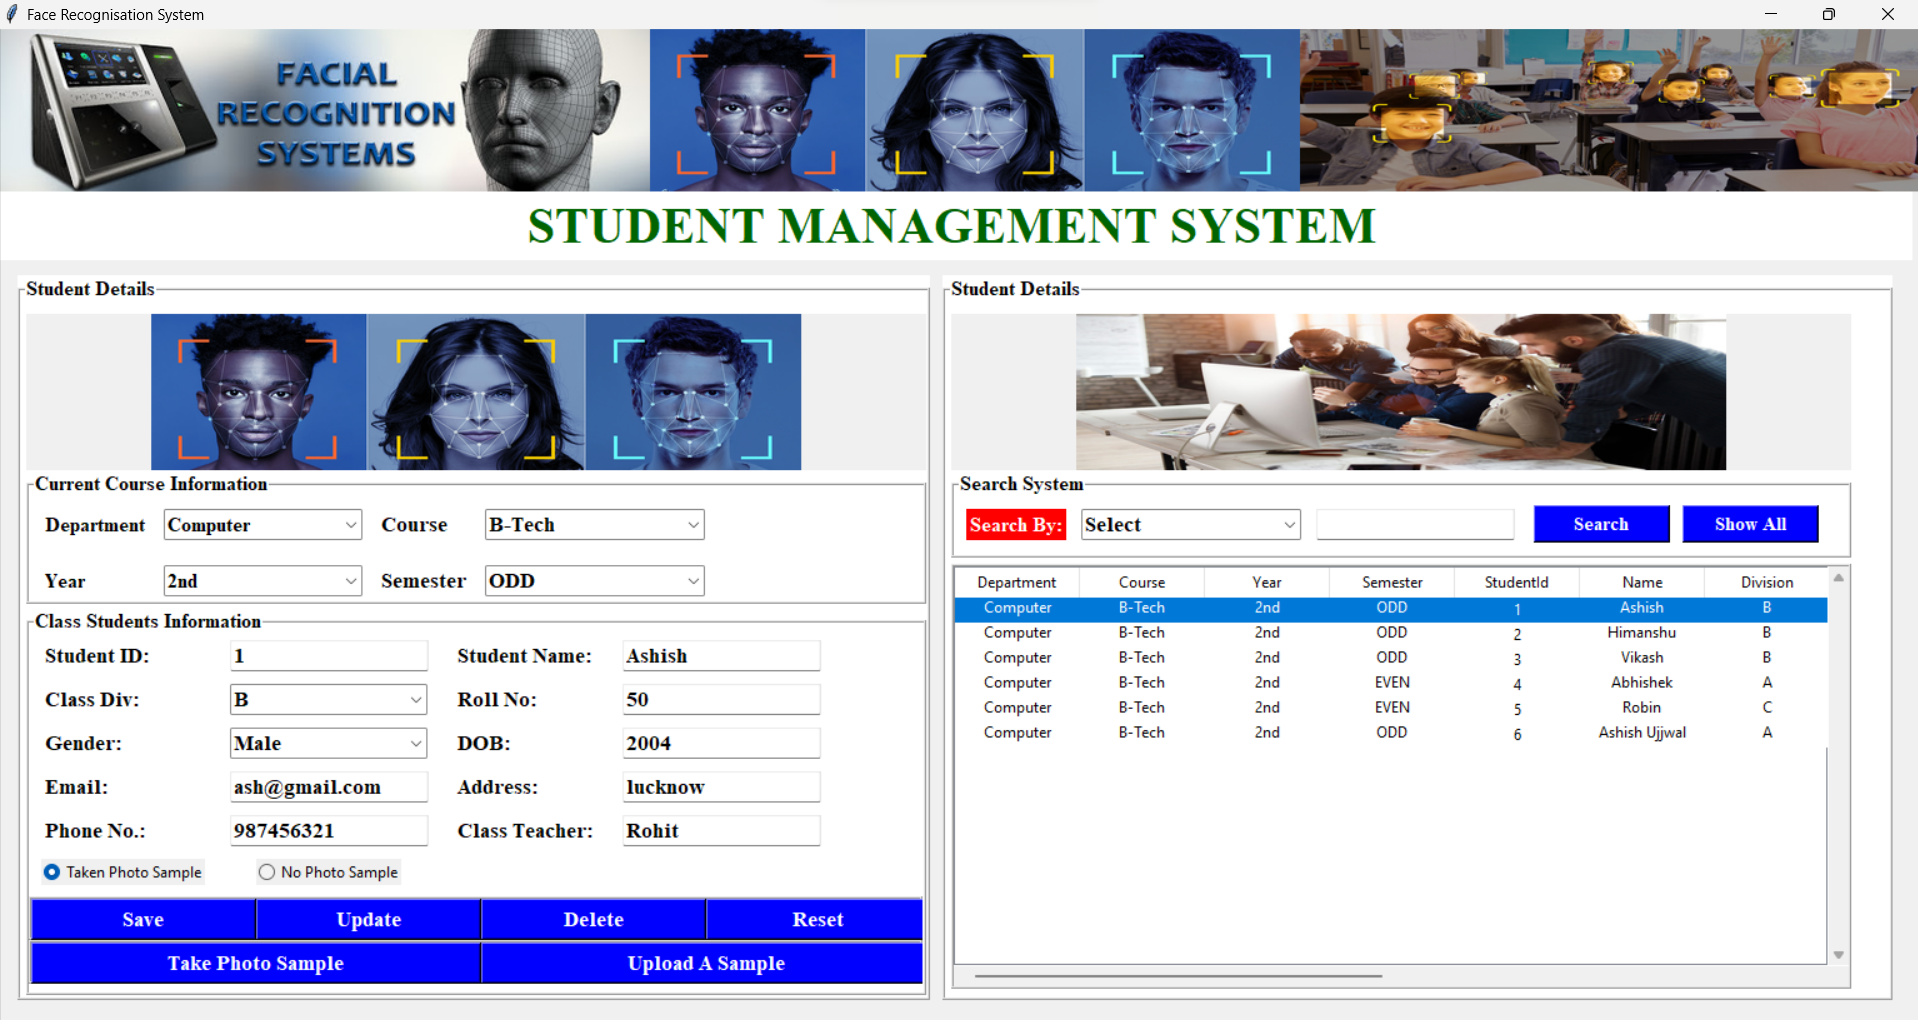 Face Recognisation System
FACIAL
RECOGNITION
SYSTEMS
STUDENT MANAGEMENT SYSTEM
Student Details
Current Course Information
Department Computer Course B-Tech
Year 2nd Semester ODD
Class Students Information
Student ID: 1 Student Name: Ashish
Class Div: B Roll No: 50
Gender: Male DOB: 2004
Email: ash@gmail.com Address: lucknow
Phone No.: 987456321 Class Teacher: Rohit
Taken Photo Sample No Photo Sample
Save Update Delete Reset
Take Photo Sample Upload A Sample
Student Details
Search System
Search By: Select Search Show All
Department Course Year Semester StudentId Name Division
Computer B-Tech 2nd ODD 1 Ashish B
Computer B-Tech 2nd ODD 2 Himanshu B
Computer B-Tech 2nd ODD 3 Vikash B
Computer B-Tech 2nd EVEN 4 Abhishek A
Computer B-Tech 2nd EVEN 5 Robin C
Computer B-Tech 2nd ODD 6 Ashish Ujjwal A